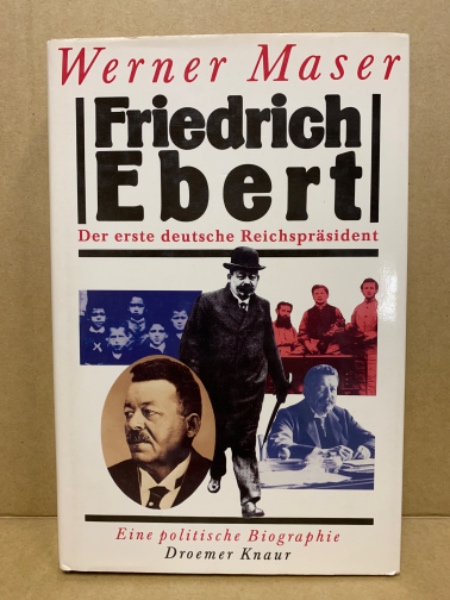 Werner Maser
Friedrich
Ebert
Der erste deutsche Reichspräsident
Eine politische Biographie
Droemer Knaur